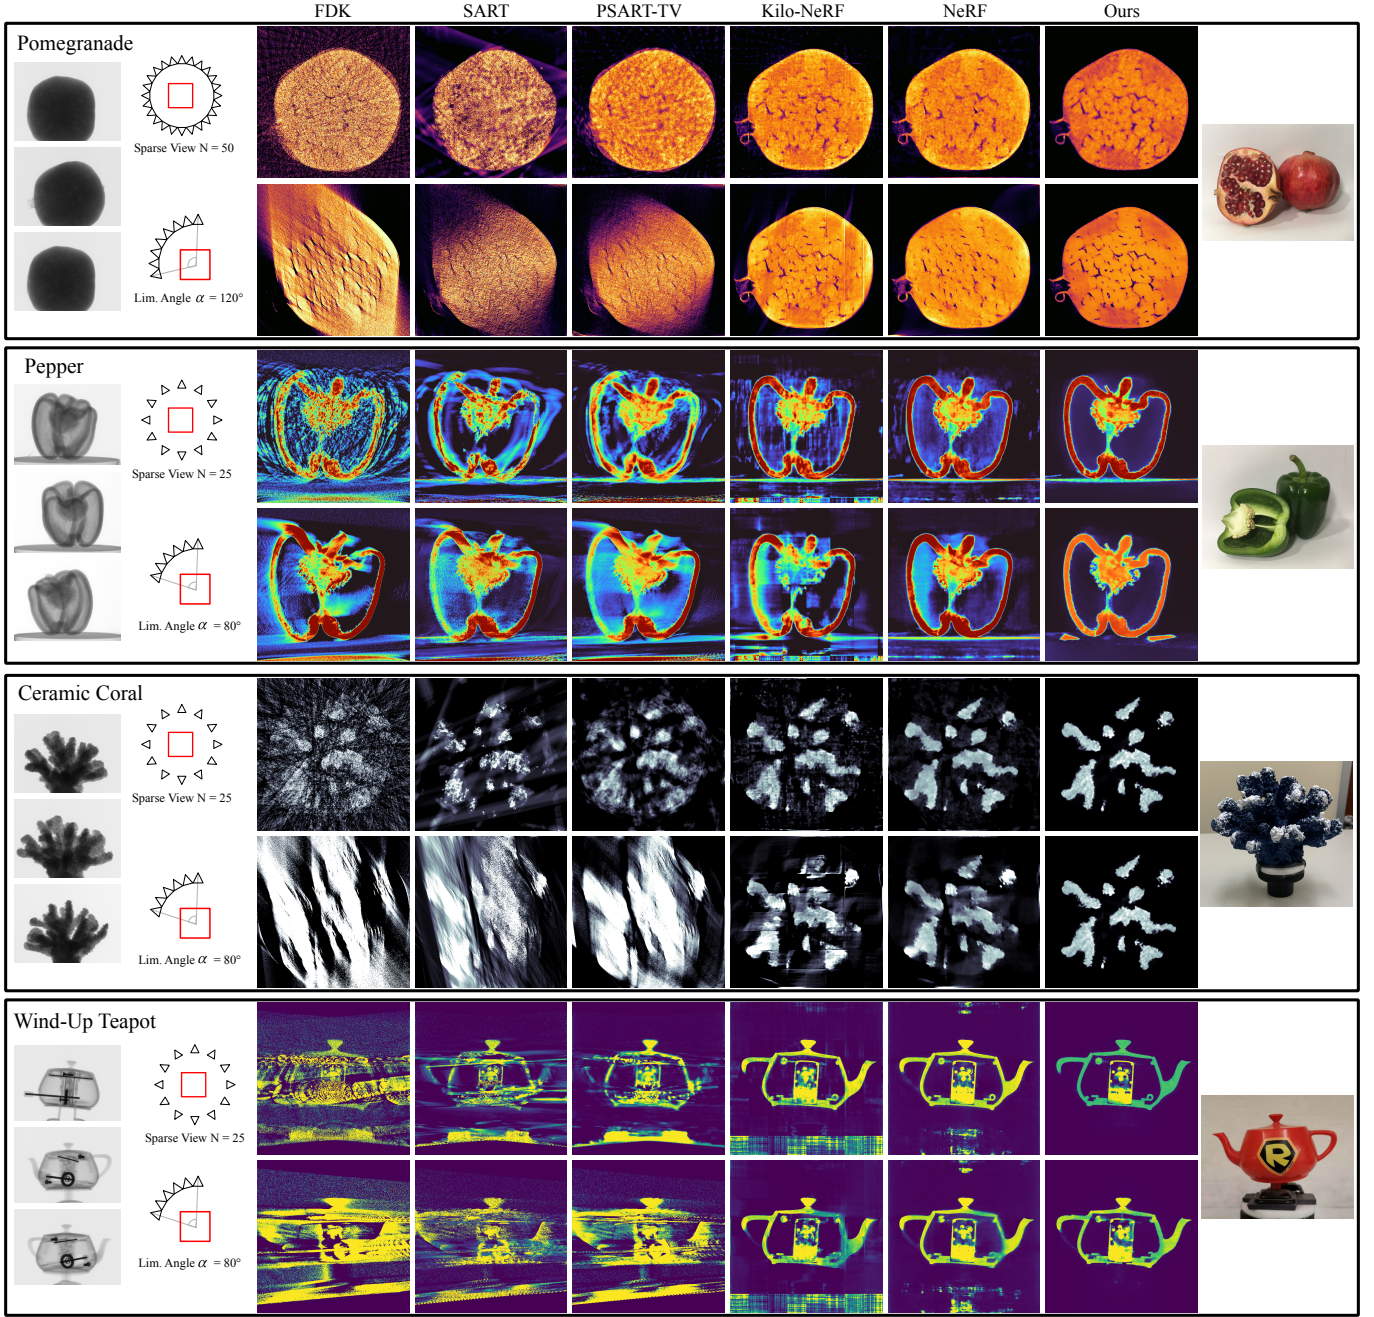 FDK SART PSART-TV Kilo-NeRF NeRF Ours
Pomegranade
Sparse View N = 50
Lim. Angle α = 120°
Pepper
Sparse View N = 25
Lim. Angle α = 80°
Ceramic Coral
Sparse View N = 25
Lim. Angle α = 80°
Wind-Up Teapot
Sparse View N = 25
Lim. Angle α = 80°
R